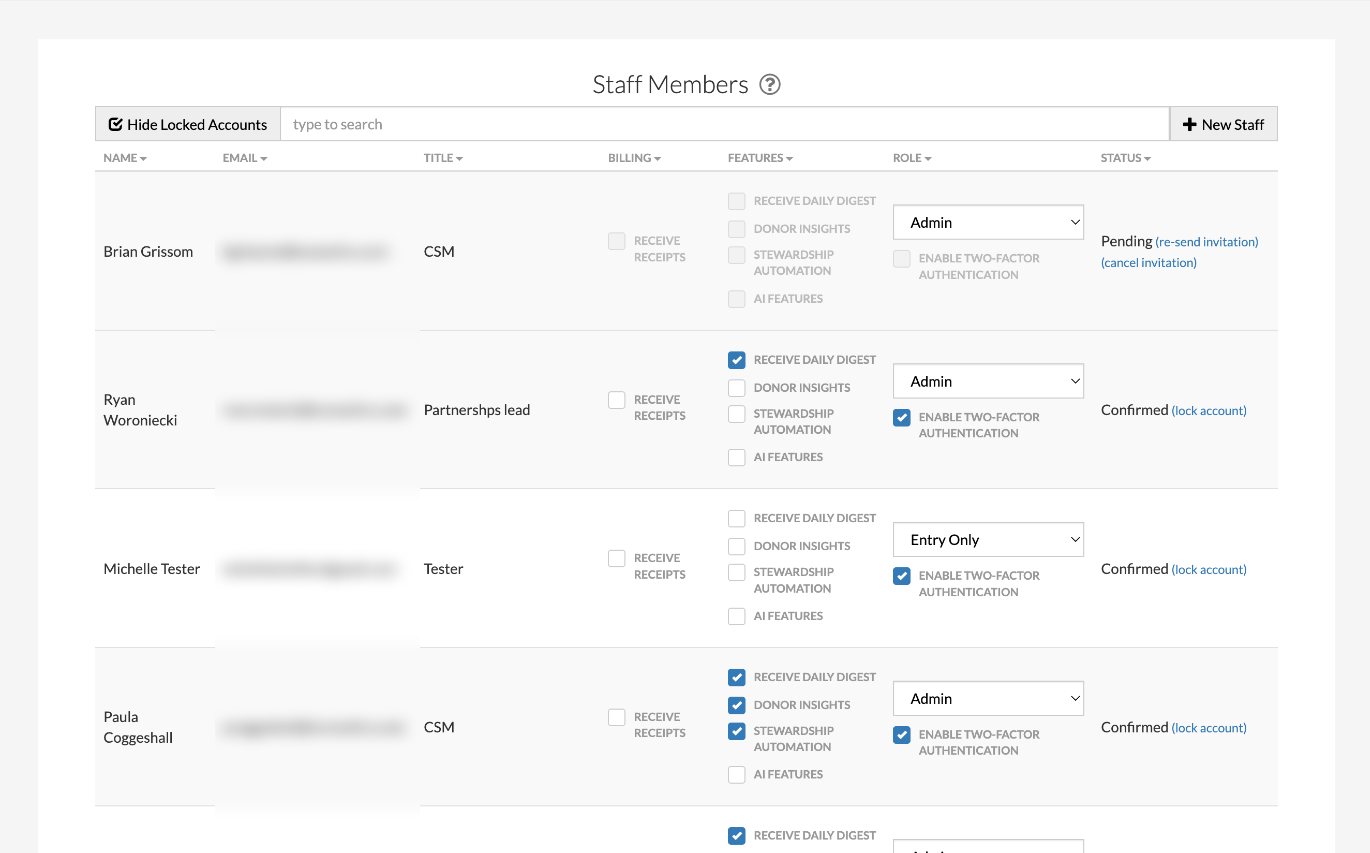 Staff Members
Hide Locked Accounts type to search New Staff
NAME EMAIL TITLE BILLING FEATURES ROLE STATUS
Brian Grissom
CSM
RECEIVE
RECEIPTS
RECEIVE DAILY DIGEST
DONOR INSIGHTS
STEWARDSHIP
AUTOMATION
AI FEATURES
Admin
ENABLE TWO-FACTOR
AUTHENTICATION
Pending (re-send invitation)
(cancel invitation)
Ryan
Woroniecki
Partnershps lead
RECEIVE
RECEIPTS
RECEIVE DAILY DIGEST
DONOR INSIGHTS
STEWARDSHIP
AUTOMATION
AI FEATURES
Admin
ENABLE TWO-FACTOR
AUTHENTICATION
Confirmed (lock account)
Michelle Tester
Tester
RECEIVE
RECEIPTS
RECEIVE DAILY DIGEST
DONOR INSIGHTS
STEWARDSHIP
AUTOMATION
AI FEATURES
Entry Only
ENABLE TWO-FACTOR
AUTHENTICATION
Confirmed (lock account)
Paula
Coggeshall
CSM
RECEIVE
RECEIPTS
RECEIVE DAILY DIGEST
DONOR INSIGHTS
STEWARDSHIP
AUTOMATION
AI FEATURES
Admin
ENABLE TWO-FACTOR
AUTHENTICATION
Confirmed (lock account)
RECEIVE DAILY DIGEST